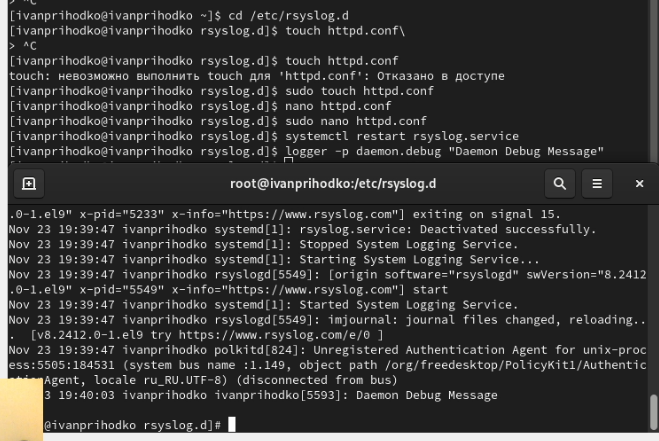 > ^C
[ivanprihodko@ivanprihodko ~]$ cd /etc/rsyslog.d
[ivanprihodko@ivanprihodko rsyslog.d]$ touch httpd.conf\
> ^C
[ivanprihodko@ivanprihodko rsyslog.d]$ touch httpd.conf
touch: невозможно выполнить touch для 'httpd.conf': Отказано в доступе
[ivanprihodko@ivanprihodko rsyslog.d]$ sudo touch httpd.conf
[ivanprihodko@ivanprihodko rsyslog.d]$ nano httpd.conf
[ivanprihodko@ivanprihodko rsyslog.d]$ sudo nano httpd.conf
[ivanprihodko@ivanprihodko rsyslog.d]$ systemctl restart rsyslog.service
[ivanprihodko@ivanprihodko rsyslog.d]$ logger -p daemon.debug "Daemon Debug Message"
root@ivanprihodko:/etc/rsyslog.d
.0-1.el9" x-pid="5233" x-info="https://www.rsyslog.com"] exiting on signal 15.
Nov 23 19:39:47 ivanprihodko systemd[1]: rsyslog.service: Deactivated successfully.
Nov 23 19:39:47 ivanprihodko systemd[1]: Stopped System Logging Service.
Nov 23 19:39:47 ivanprihodko systemd[1]: Starting System Logging Service...
Nov 23 19:39:47 ivanprihodko rsyslogd[5549]: [origin software="rsyslogd" swVersion="8.2412
.0-1.el9" x-pid="5549" x-info="https://www.rsyslog.com"] start
Nov 23 19:39:47 ivanprihodko systemd[1]: Started System Logging Service.
Nov 23 19:39:47 ivanprihodko rsyslogd[5549]: imjournal: journal files changed, reloading..
.  [v8.2412.0-1.el9 try https://www.rsyslog.com/e/0 ]
Nov 23 19:39:47 ivanprihodko polkitd[824]: Unregistered Authentication Agent for unix-proc
ess:5505:184531 (system bus name :1.149, object path /org/freedesktop/PolicyKit1/Authentic
Agent, locale ru_RU.UTF-8) (disconnected from bus)
3 19:40:03 ivanprihodko ivanprihodko[5593]: Daemon Debug Message
@ivanprihodko rsyslog.d]#